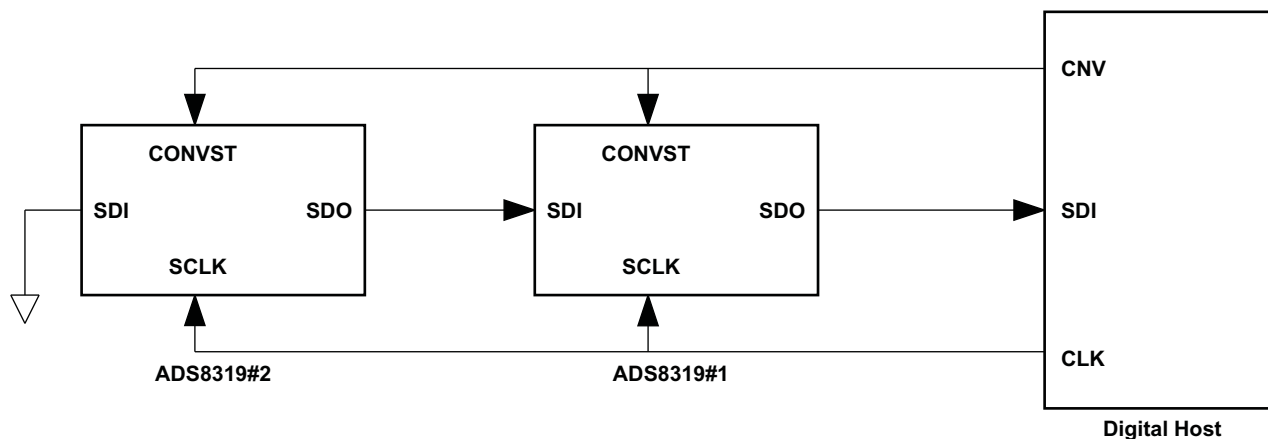 CNV
CONVST
CONVST
SDI
SDO
SDI
SDO
SDI
SCLK
SCLK
CLK
ADS8319#2
ADS8319#1
Digital Host